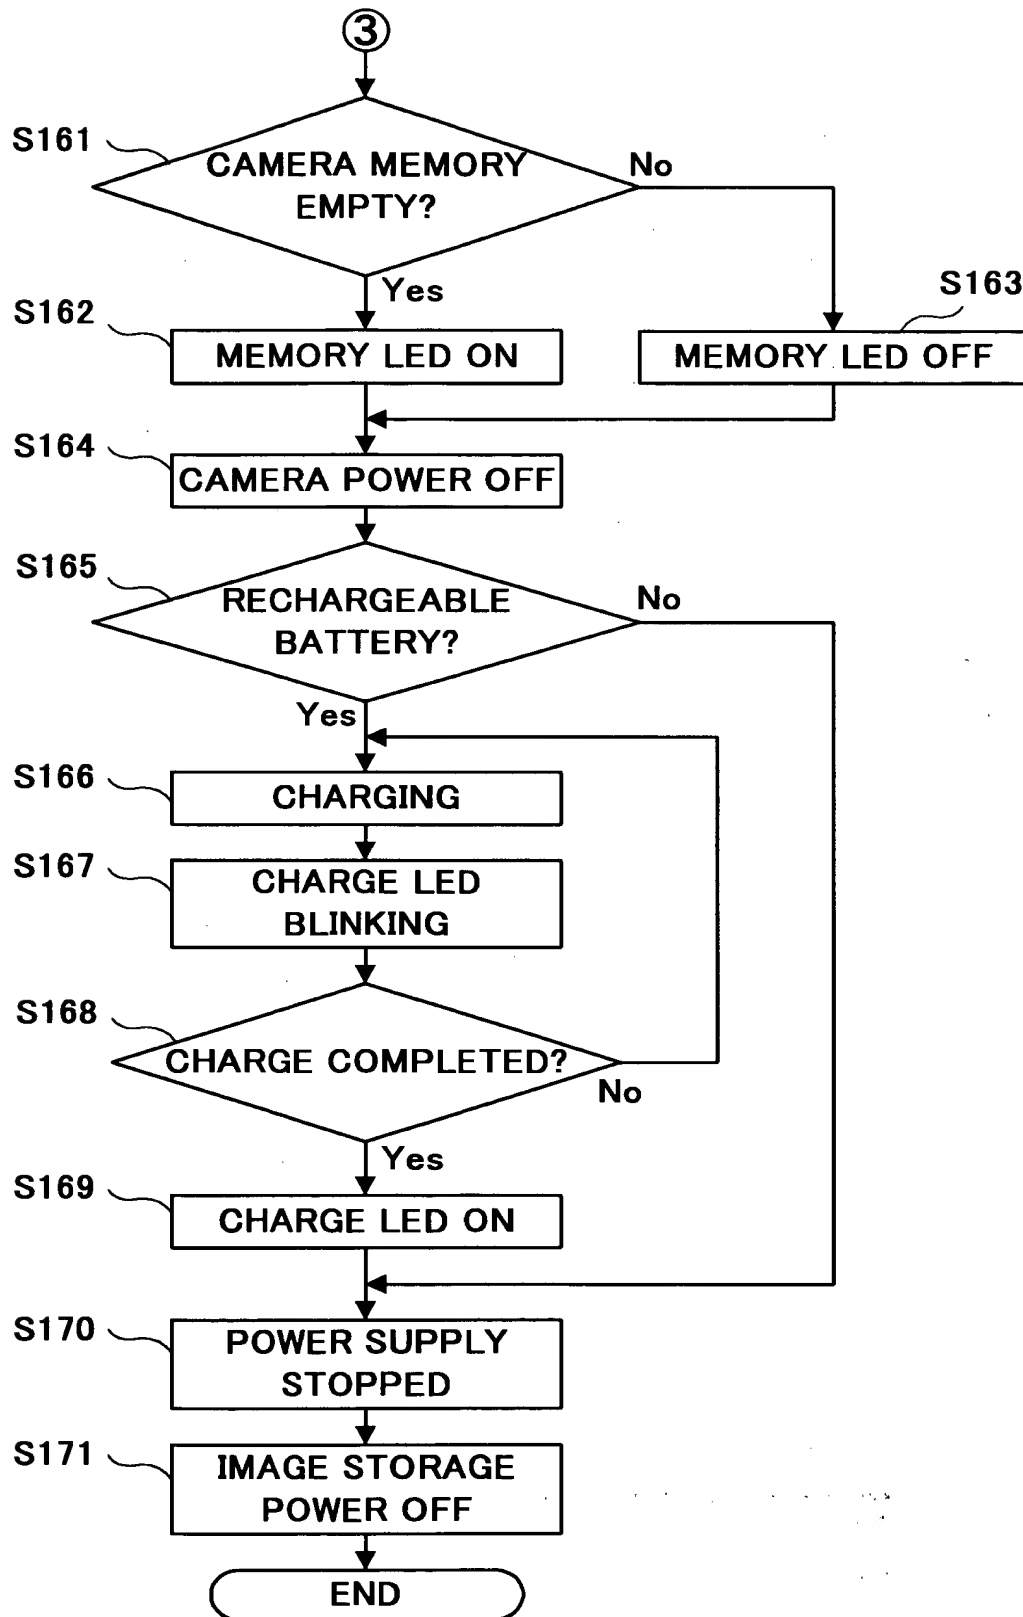 ③
S161
CAMERA MEMORY
EMPTY?
No
Yes
S162
MEMORY LED ON
S163
MEMORY LED OFF
S164
CAMERA POWER OFF
S165
RECHARGEABLE
BATTERY?
No
Yes
S166
CHARGING
S167
CHARGE LED
BLINKING
S168
CHARGE COMPLETED?
No
Yes
S169
CHARGE LED ON
S170
POWER SUPPLY
STOPPED
S171
IMAGE STORAGE
POWER OFF
END